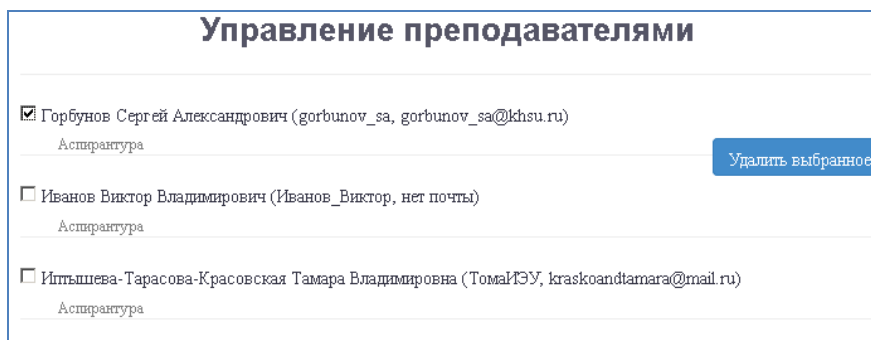 Управление преподавателями
Горбунов Сергей Александрович (gorbunov_sa, gorbunov_sa@khsu.ru)
Аспирантура
Удалить выбранное
Иванов Виктор Владимирович (Иванов_Виктор, нет почты)
Аспирантура
Иптышева-Тарасова-Красовская Тамара Владимировна (ТомаИЭУ, kraskoandtamara@mail.ru)
Аспирантура